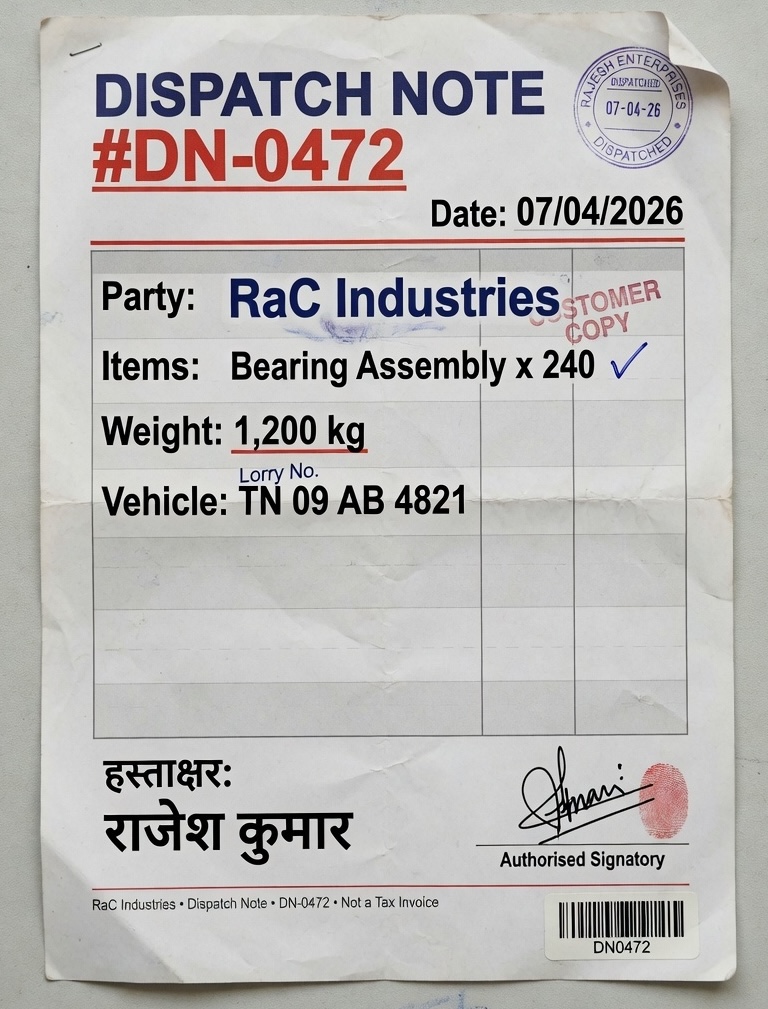 DISPATCH NOTE
#DN-0472
RAJESH ENTERPRISES
DISPATCHED
07-04-26
DISPATCHED
Date: 07/04/2026
Party: RaC Industries
CUSTOMER
COPY
Items: Bearing Assembly x 240 ✓
Weight: 1,200 kg
Lorry No.
Vehicle: TN 09 AB 4821
हस्ताक्षर:
राजेश कुमार
Authorised Signatory
RaC Industries • Dispatch Note • DN-0472 • Not a Tax Invoice
DN0472